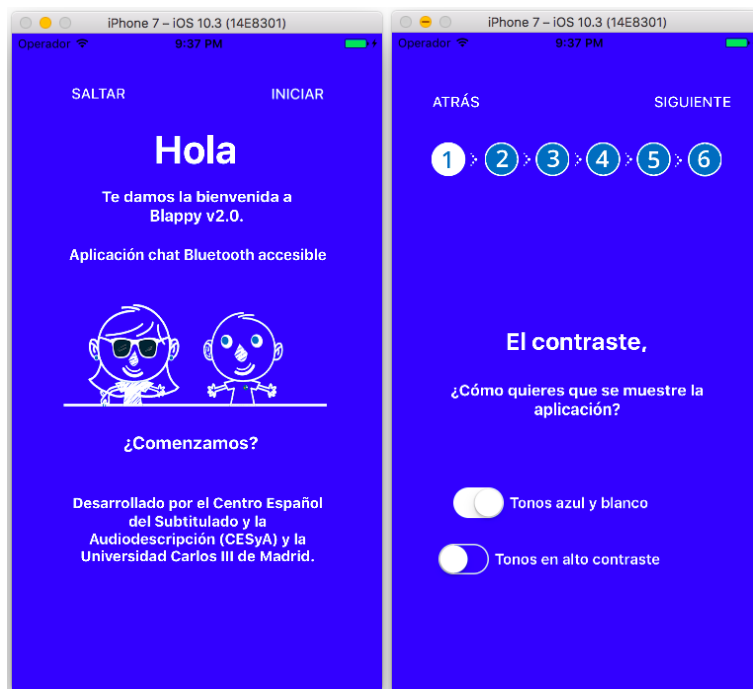 iPhone 7 – iOS 10.3 (14E8301)
Operador 9:37 PM
SALTAR INICIAR
Hola
Te damos la bienvenida a
Blappy v2.0.
Aplicación chat Bluetooth accesible
¿Comenzamos?
Desarrollado por el Centro Español
del Subtitulado y la
Audiodescripción (CESyA) y la
Universidad Carlos III de Madrid.
iPhone 7 – iOS 10.3 (14E8301)
Operador 9:37 PM
ATRÁS SIGUIENTE
1 2 3 4 5 6
El contraste,
¿Cómo quieres que se muestre la
aplicación?
Tonos azul y blanco
Tonos en alto contraste